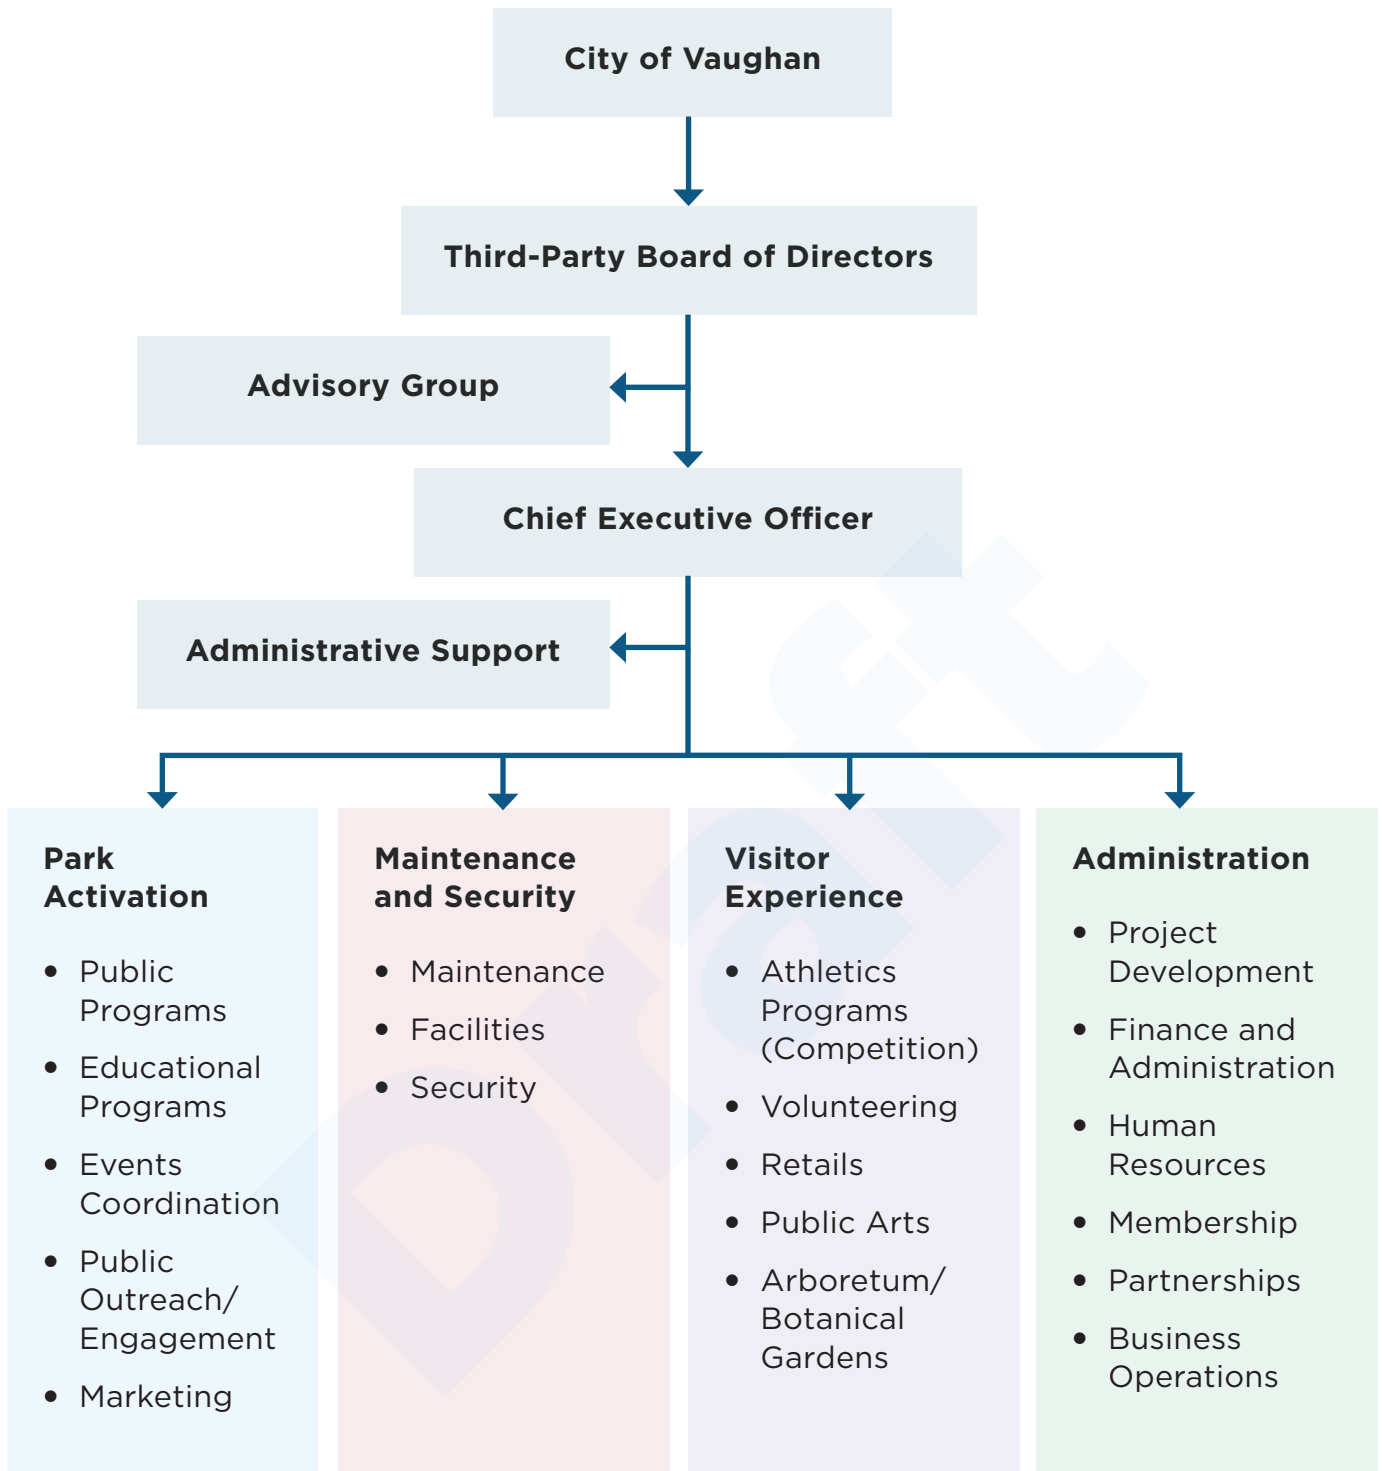 City of Vaughan
Third-Party Board of Directors
Advisory Group
Chief Executive Officer
Administrative Support
Park
Activation
• Public
Programs
• Educational
Programs
• Events
Coordination
• Public
Outreach/
Engagement
• Marketing
Maintenance
and Security
• Maintenance
• Facilities
• Security
Visitor
Experience
• Athletics
Programs
(Competition)
• Volunteering
• Retails
• Public Arts
• Arboretum/
Botanical
Gardens
Administration
• Project
Development
• Finance and
Administration
• Human
Resources
• Membership
• Partnerships
• Business
Operations
Draft